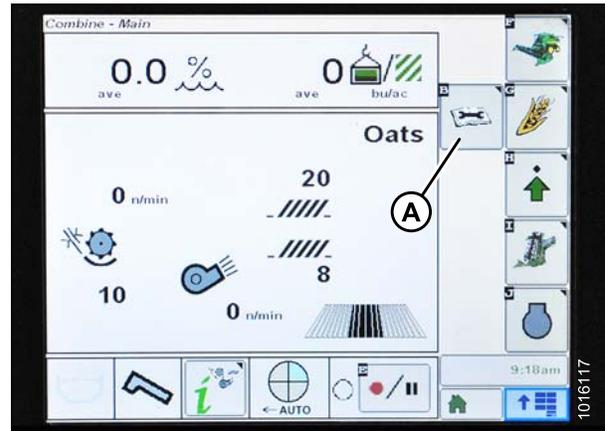 Combine - Main
F
0.0 %
ave
0 /
ave bu/ac
B
G
Oats
A
H
0 n/min
20
I
8
10
0 n/min
J
E
i
← AUTO
/
9:18am
1016117